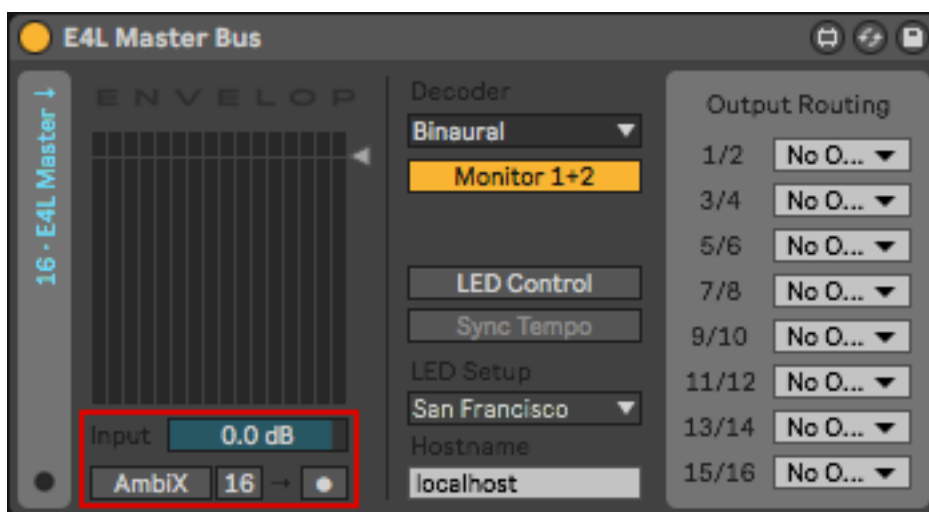 E4L Master Bus
16 · E4L Master
ENVELOP
Input 0.0 dB
AmbiX 16 →
Decoder
Binaural
Monitor 1+2
LED Control
Sync Tempo
LED Setup
San Francisco
Hostname
localhost
Output Routing
1/2 No O...
3/4 No O...
5/6 No O...
7/8 No O...
9/10 No O...
11/12 No O...
13/14 No O...
15/16 No O...